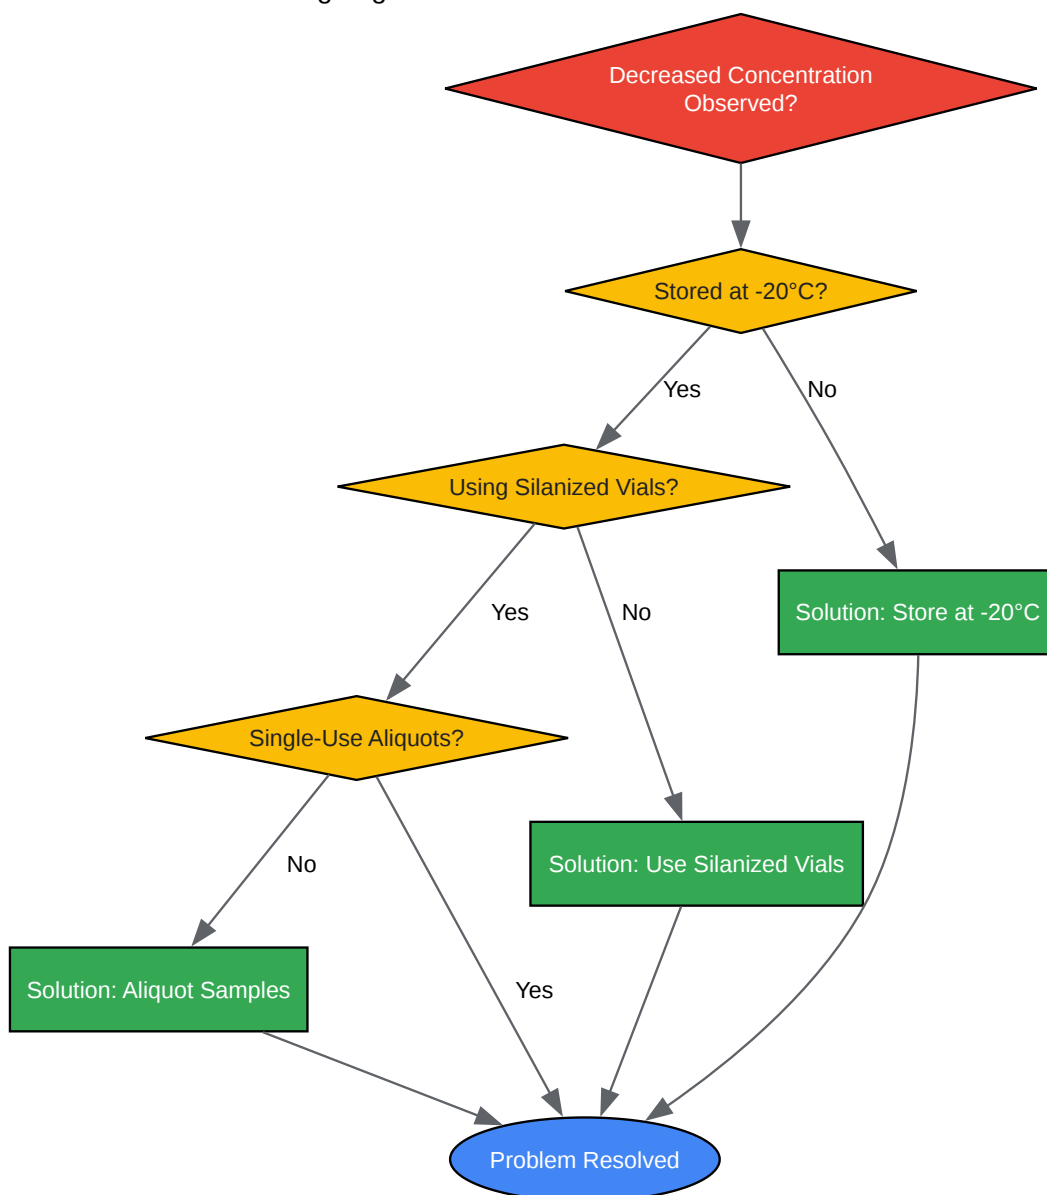 Decreased Concentration
Observed?
Stored at -20°C?
Yes
No
Using Silanized Vials?
Yes
No
Solution: Store at -20°C
Single-Use Aliquots?
No
Solution: Use Silanized Vials
Yes
Solution: Aliquot Samples
Problem Resolved